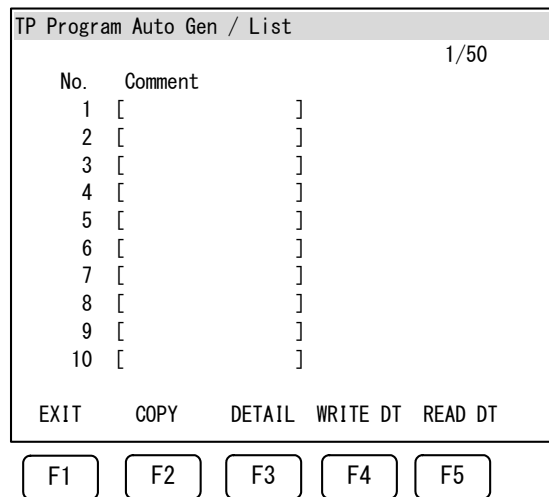 TP Program Auto Gen / List
1/50
No. Comment
1 [ ]
2 [ ]
3 [ ]
4 [ ]
5 [ ]
6 [ ]
7 [ ]
8 [ ]
9 [ ]
10 [ ]
EXIT COPY DETAIL WRITE DT READ DT
F1 F2 F3 F4 F5